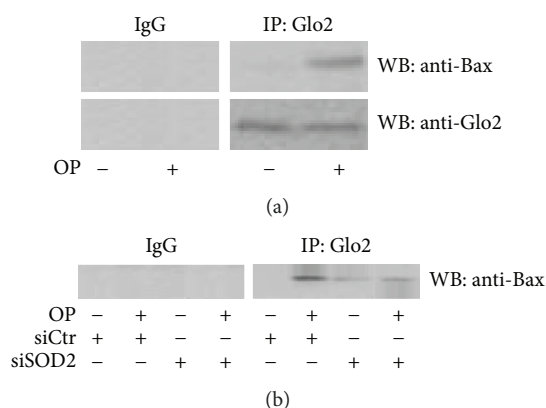 IgG IP: Glo2
WB: anti-Bax
WB: anti-Glo2
OP − + − +
(a)
IgG IP: Glo2
WB: anti-Bax
OP − + − + − + − +
siCtr + + − − + + − −
siSOD2 − − + + − − + +
(b)